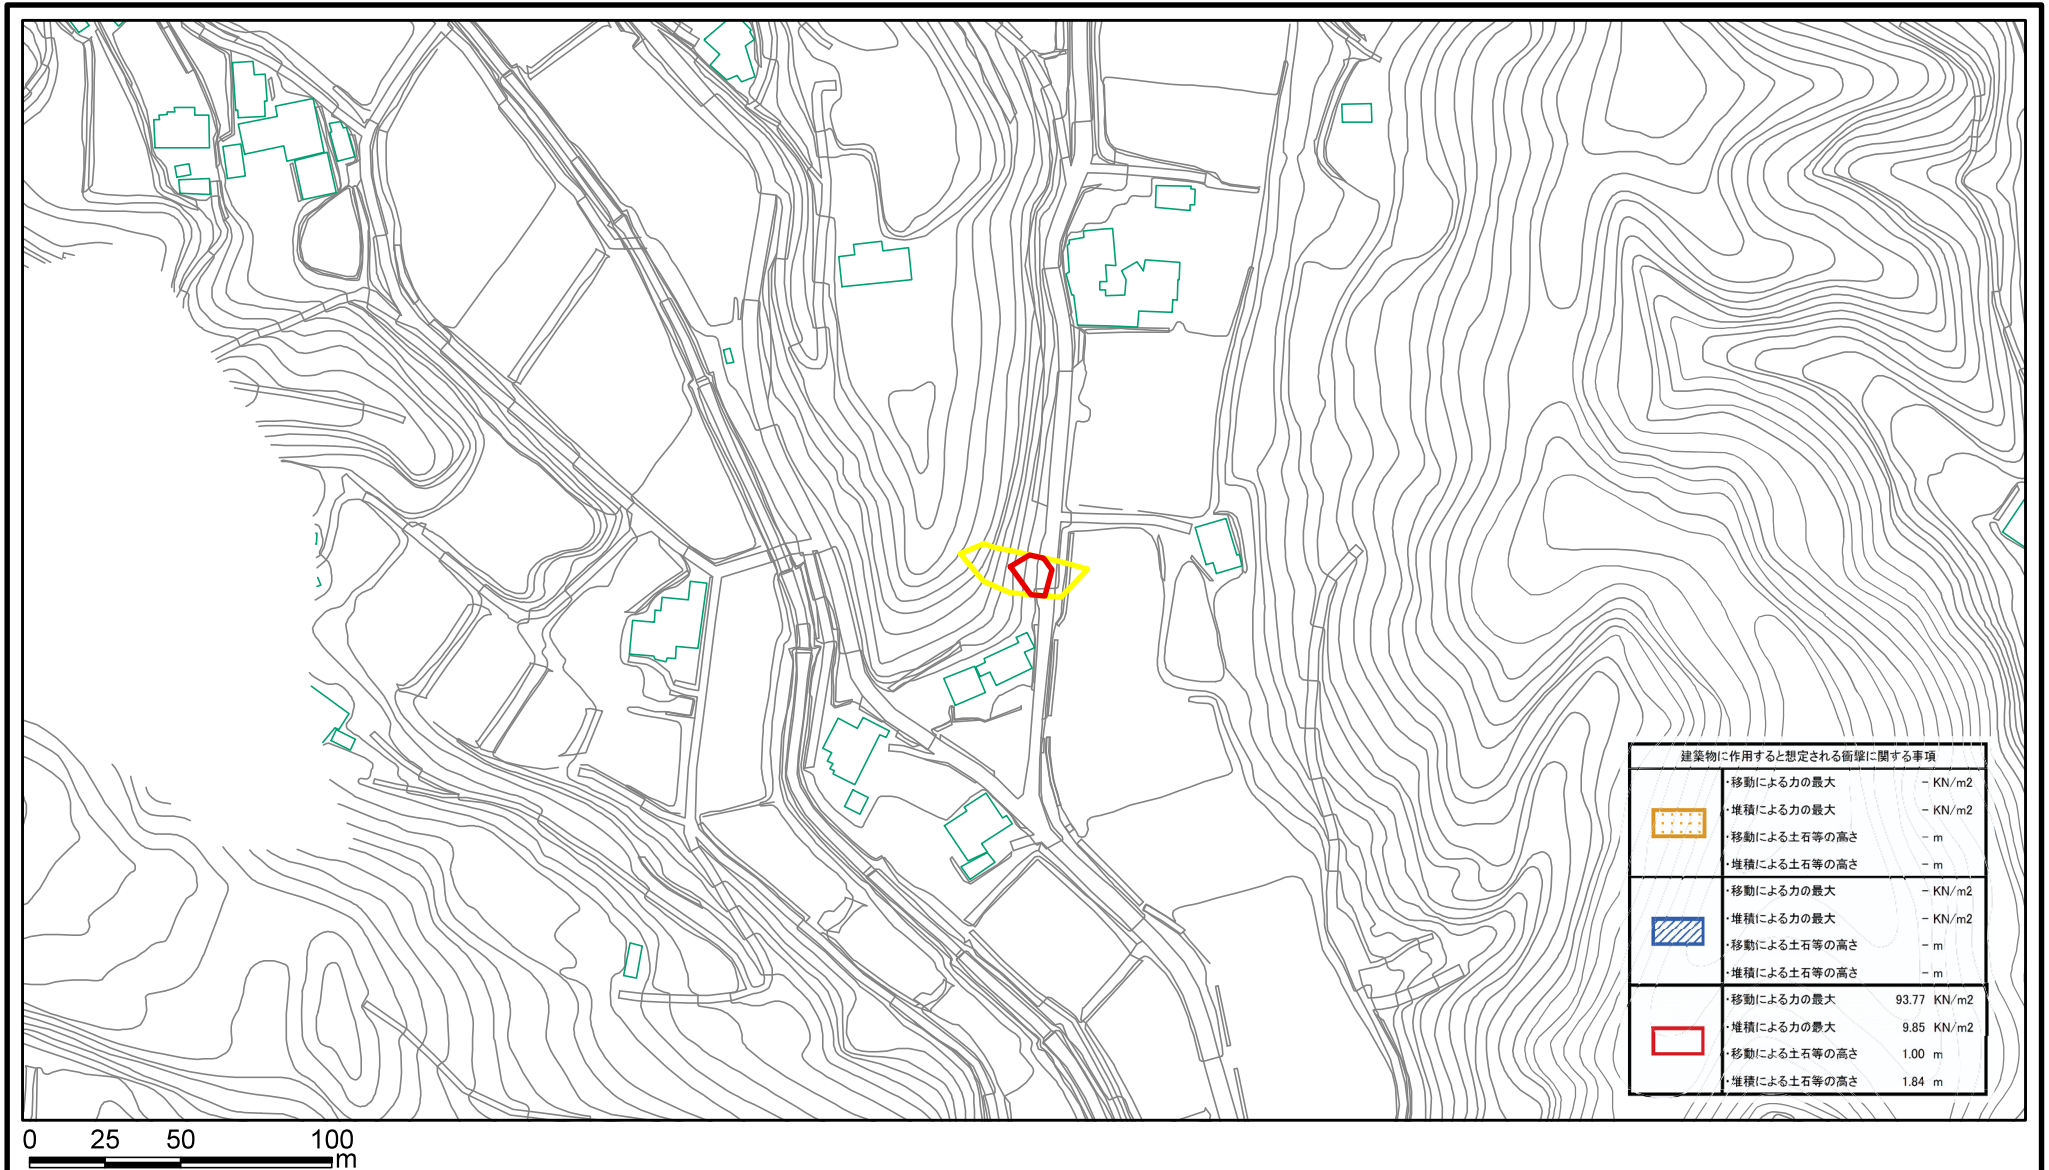 建築物に作用すると想定される衝撃に関する事項
・移動による力の最大 - KN/m2
・堆積による力の最大 - KN/m2
・移動による土石等の高さ - m
・堆積による土石等の高さ - m
・移動による力の最大 - KN/m2
・堆積による力の最大 - KN/m2
・移動による土石等の高さ - m
・堆積による土石等の高さ - m
・移動による力の最大 93.77 KN/m2
・堆積による力の最大 9.85 KN/m2
・移動による土石等の高さ 1.00 m
・堆積による土石等の高さ 1.84 m
0 25 50 100
m